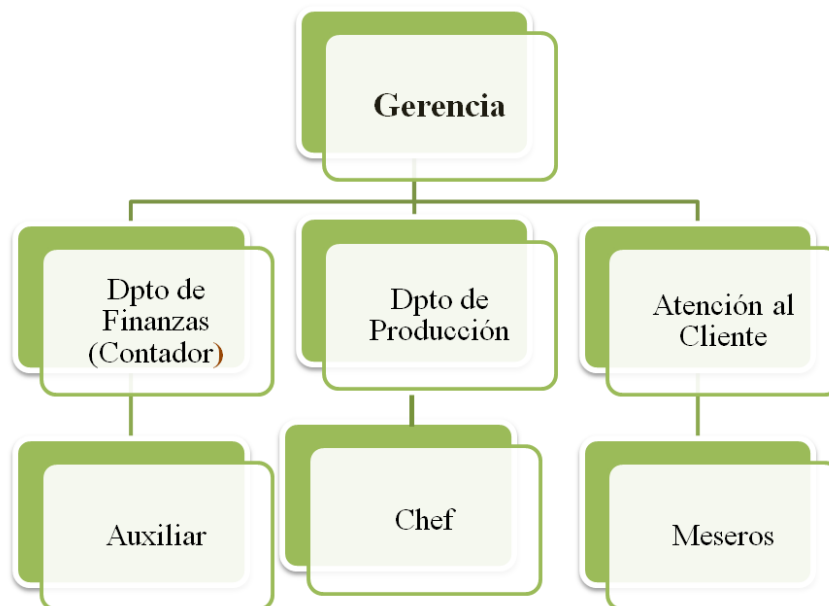 Gerencia
Dpto de
Finanzas
(Contador)
Dpto de
Producción
Atención al
Cliente
Auxiliar
Chef
Meseros